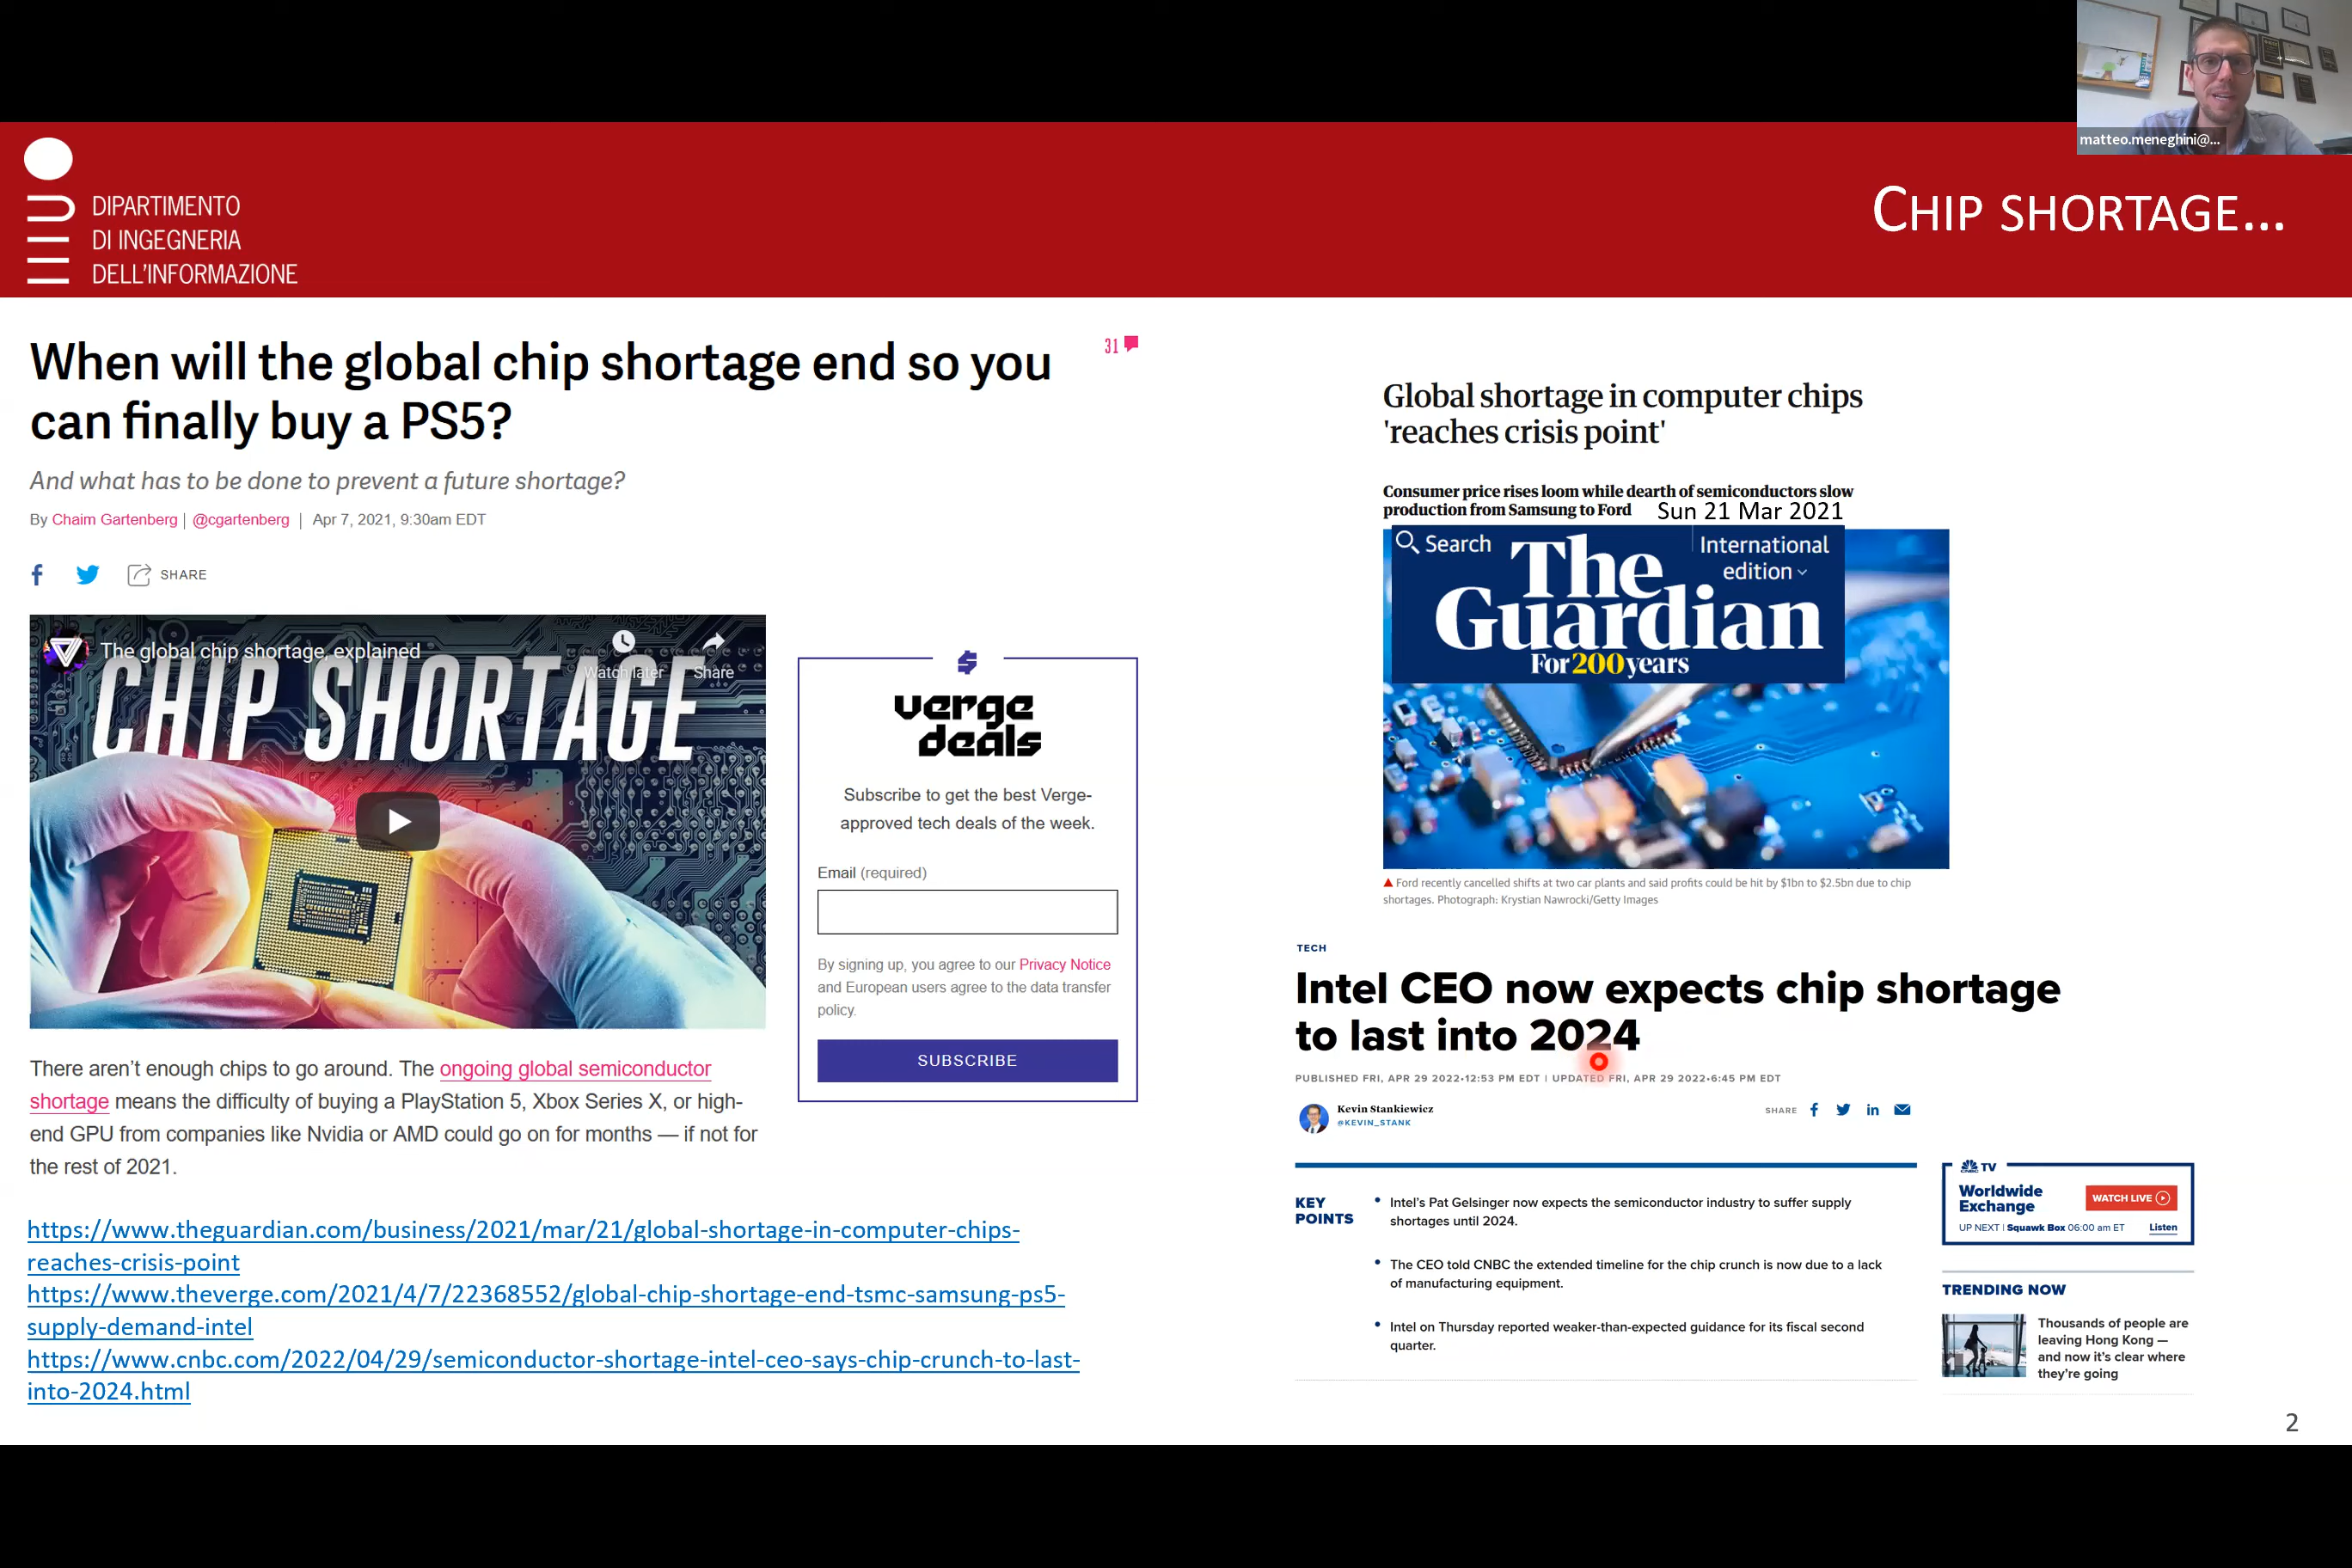 matteo.meneghini@...
DIPARTIMENTO
DI INGEGNERIA
DELL'INFORMAZIONE
CHIP SHORTAGE...
When will the global chip shortage end so you
can finally buy a PS5?
31
And what has to be done to prevent a future shortage?
By Chaim Gartenberg | @cgartenberg | Apr 7, 2021, 9:30am EDT
SHARE
The global chip shortage, explained
Watch later
Share
CHIP SHORTAGE
There aren't enough chips to go around. The ongoing global semiconductor
shortage means the difficulty of buying a PlayStation 5, Xbox Series X, or high-
end GPU from companies like Nvidia or AMD could go on for months — if not for
the rest of 2021.
verge
deals
Subscribe to get the best Verge-
approved tech deals of the week.
Email (required)
By signing up, you agree to our Privacy Notice
and European users agree to the data transfer
policy.
SUBSCRIBE
https://www.theguardian.com/business/2021/mar/21/global-shortage-in-computer-chips-
reaches-crisis-point
https://www.theverge.com/2021/4/7/22368552/global-chip-shortage-end-tsmc-samsung-ps5-
supply-demand-intel
https://www.cnbc.com/2022/04/29/semiconductor-shortage-intel-ceo-says-chip-crunch-to-last-
into-2024.html
Global shortage in computer chips
'reaches crisis point'
Consumer price rises loom while dearth of semiconductors slow
production from Samsung to Ford
Sun 21 Mar 2021
Search
International
edition
The
Guardian
For 200 years
Ford recently cancelled shifts at two car plants and said profits could be hit by $1bn to $2.5bn due to chip
shortages. Photograph: Krystian Nawrocki/Getty Images
TECH
Intel CEO now expects chip shortage
to last into 2024
PUBLISHED FRI, APR 29 2022•12:53 PM EDT | UPDATED FRI, APR 29 2022•6:45 PM EDT
Kevin Stankiewicz
@KEVIN_STANK
SHARE
KEY
POINTS
• Intel's Pat Gelsinger now expects the semiconductor industry to suffer supply
shortages until 2024.
• The CEO told CNBC the extended timeline for the chip crunch is now due to a lack
of manufacturing equipment.
• Intel on Thursday reported weaker-than-expected guidance for its fiscal second
quarter.
TV
Worldwide
Exchange
WATCH LIVE
UP NEXT | Squawk Box 06:00 am ET
Listen
TRENDING NOW
1
Thousands of people are
leaving Hong Kong —
and now it's clear where
they're going
2